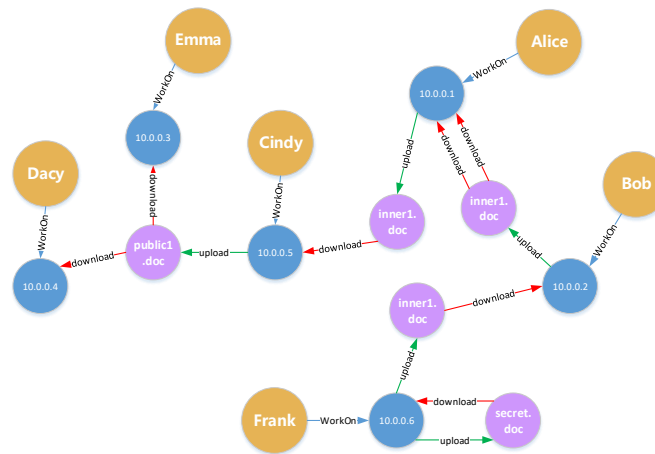 Emma
Alice
WorkOn
WorkOn
10.0.0.1
10.0.0.3
Cindy
upload
download
download
Dacy
download
WorkOn
Bob
inner1.
doc
inner1.
doc
WorkOn
public1
.doc
upload
10.0.0.5
download
upload
WorkOn
download
10.0.0.4
10.0.0.2
inner1.
doc
download
upload
Frank
WorkOn
10.0.0.6
download
upload
secret.
doc